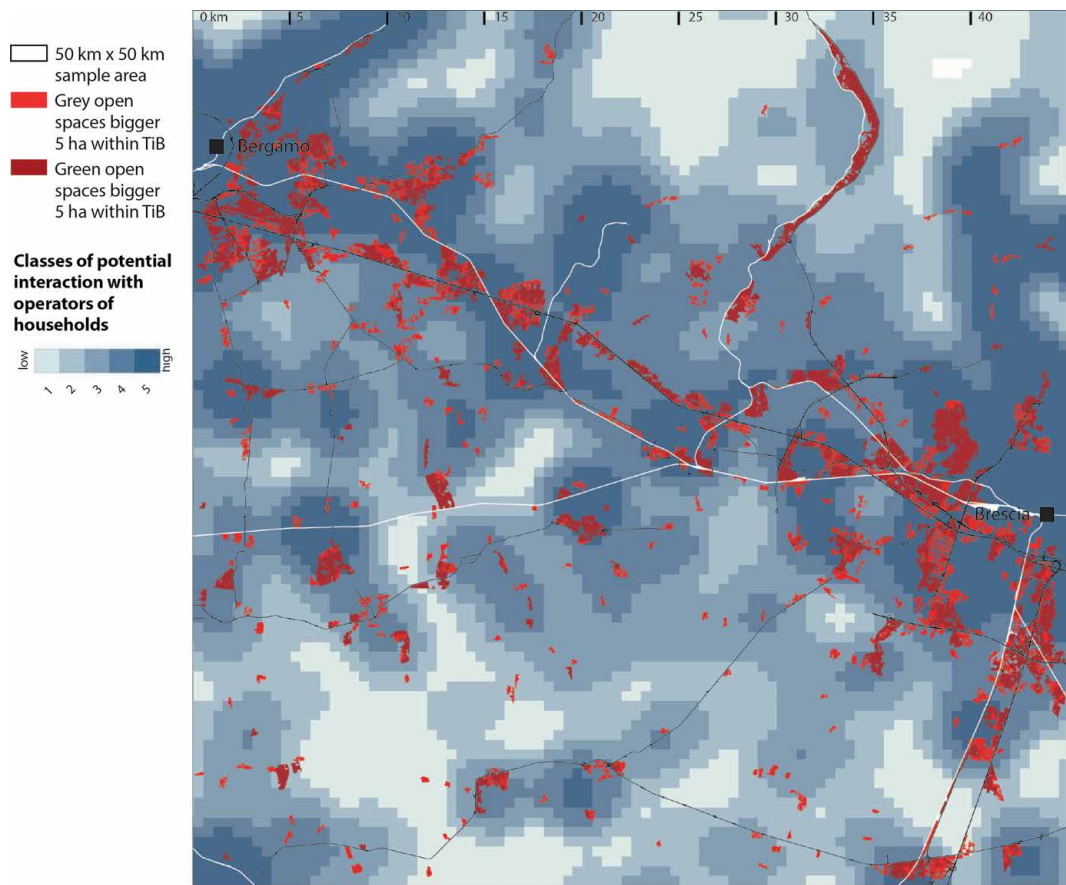 0 km 5 10 15 20 25 30 35 40
50 km x 50 km
sample area
Grey open
spaces bigger
5 ha within TiB
Green open
spaces bigger
5 ha within TiB
Classes of potential
interaction with
operators of
households
low
high
1 2 3 4 5
Bergamo
Brescia